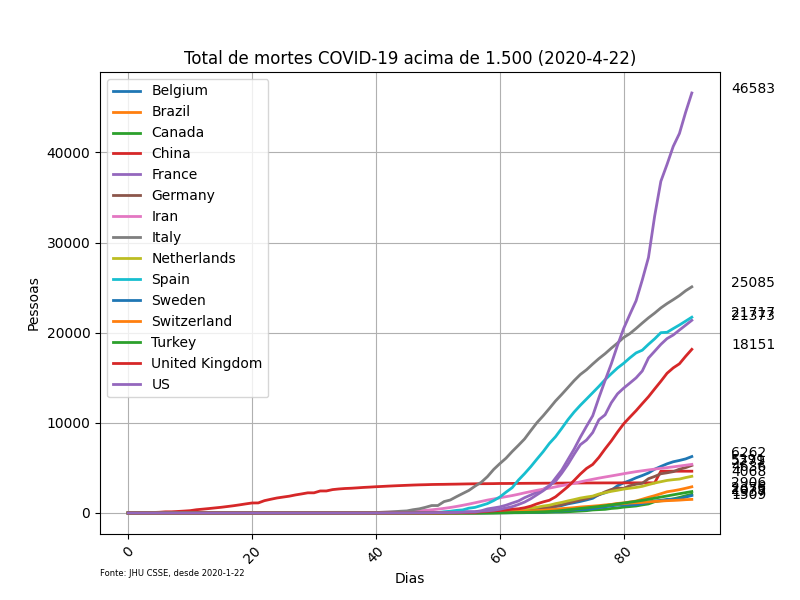 Total de mortes COVID-19 acima de 1.500 (2020-4-22)
Belgium
Brazil
Canada
China
France
Germany
Iran
Italy
Netherlands
Spain
Sweden
Switzerland
Turkey
United Kingdom
US
46583
25085
21717
21373
18151
6262
4068
2906
1509
40000
30000
20000
10000
0
Pessoas
0
20
40
60
80
Dias
Fonte: JHU CSSE, desde 2020-1-22